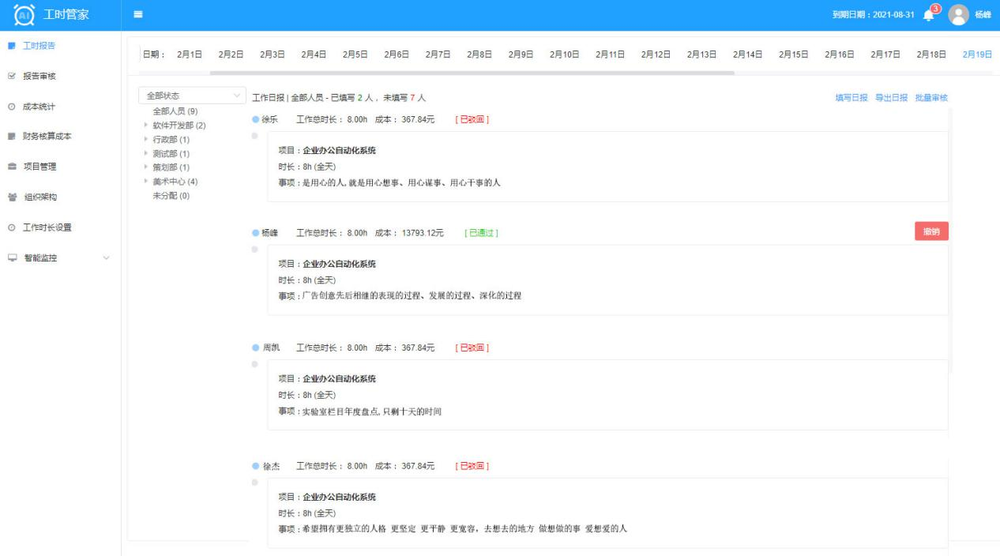 AI 工时管家
到期日期：2021-08-31 3 杨峰
工时报告
报告审核
成本统计
财务核算成本
项目管理
组织架构
工作时长设置
智能监控
日期： 2月1日 2月2日 2月3日 2月4日 2月5日 2月6日 2月7日 2月8日 2月9日 2月10日 2月11日 2月12日 2月13日 2月14日 2月15日 2月16日 2月17日 2月18日 2月19日
全部状态
全部人员 (9)
软件开发部 (2)
行政部 (1)
测试部 (1)
策划部 (1)
美术中心 (4)
未分配 (0)
工作日报 | 全部人员 - 已填写 2 人， 未填写 7 人 填写日报 导出日报 批量审核
徐乐 工作总时长： 8.00h 成本： 367.84元 [ 已驳回 ]
项目：企业办公自动化系统
时长：8h (全天)
事项：是用心的人, 就是用心想事、用心谋事、用心干事的人
杨峰 工作总时长： 8.00h 成本： 13793.12元 [ 已通过 ] 撤销
项目：企业办公自动化系统
时长：8h (全天)
事项：广告创意先后相继的表现的过程、发展的过程、深化的过程
周凯 工作总时长： 8.00h 成本： 367.84元 [ 已驳回 ]
项目：企业办公自动化系统
时长：8h (全天)
事项：实验室栏目年度盘点, 只剩十天的时间
徐杰 工作总时长： 8.00h 成本： 367.84元 [ 已驳回 ]
项目：企业办公自动化系统
时长：8h (全天)
事项：希望拥有更独立的人格 更坚定 更平静 更宽容，去想去的地方 做想做的事 爱想爱的人